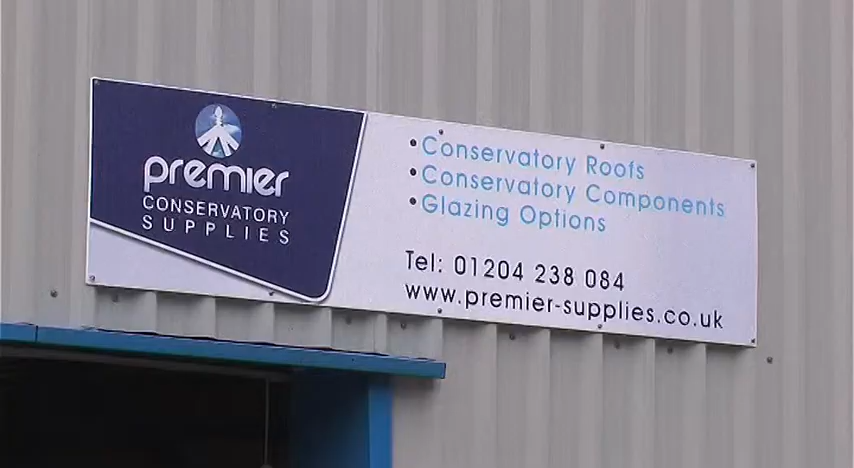 premier
CONSERVATORY
SUPPLIES
•Conservatory Roofs
•Conservatory Components
•Glazing Options
Tel: 01204 238 084
www.premier-supplies.co.uk